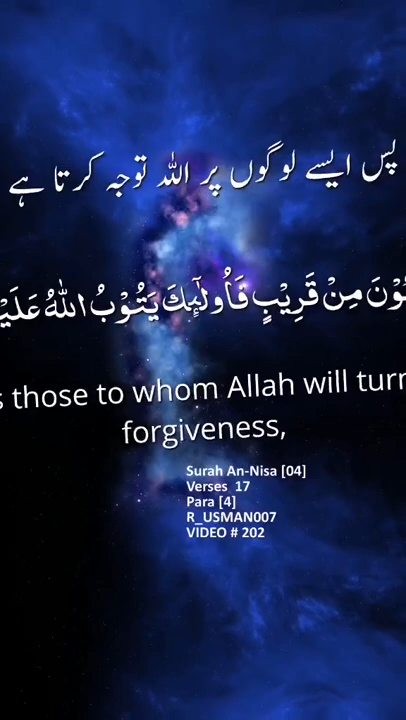 پس ایسے لوگوں پر اللہ توجہ کرتا ہے
مِنْ قَرِیْبٍ فَاُولٰٓئِكَ یَتُوْبُ اللّٰهُ
those to whom Allah will turn
forgiveness,
Surah An-Nisa [04]
Verses 17
Para [4]
R_USMAN007
VIDEO # 202